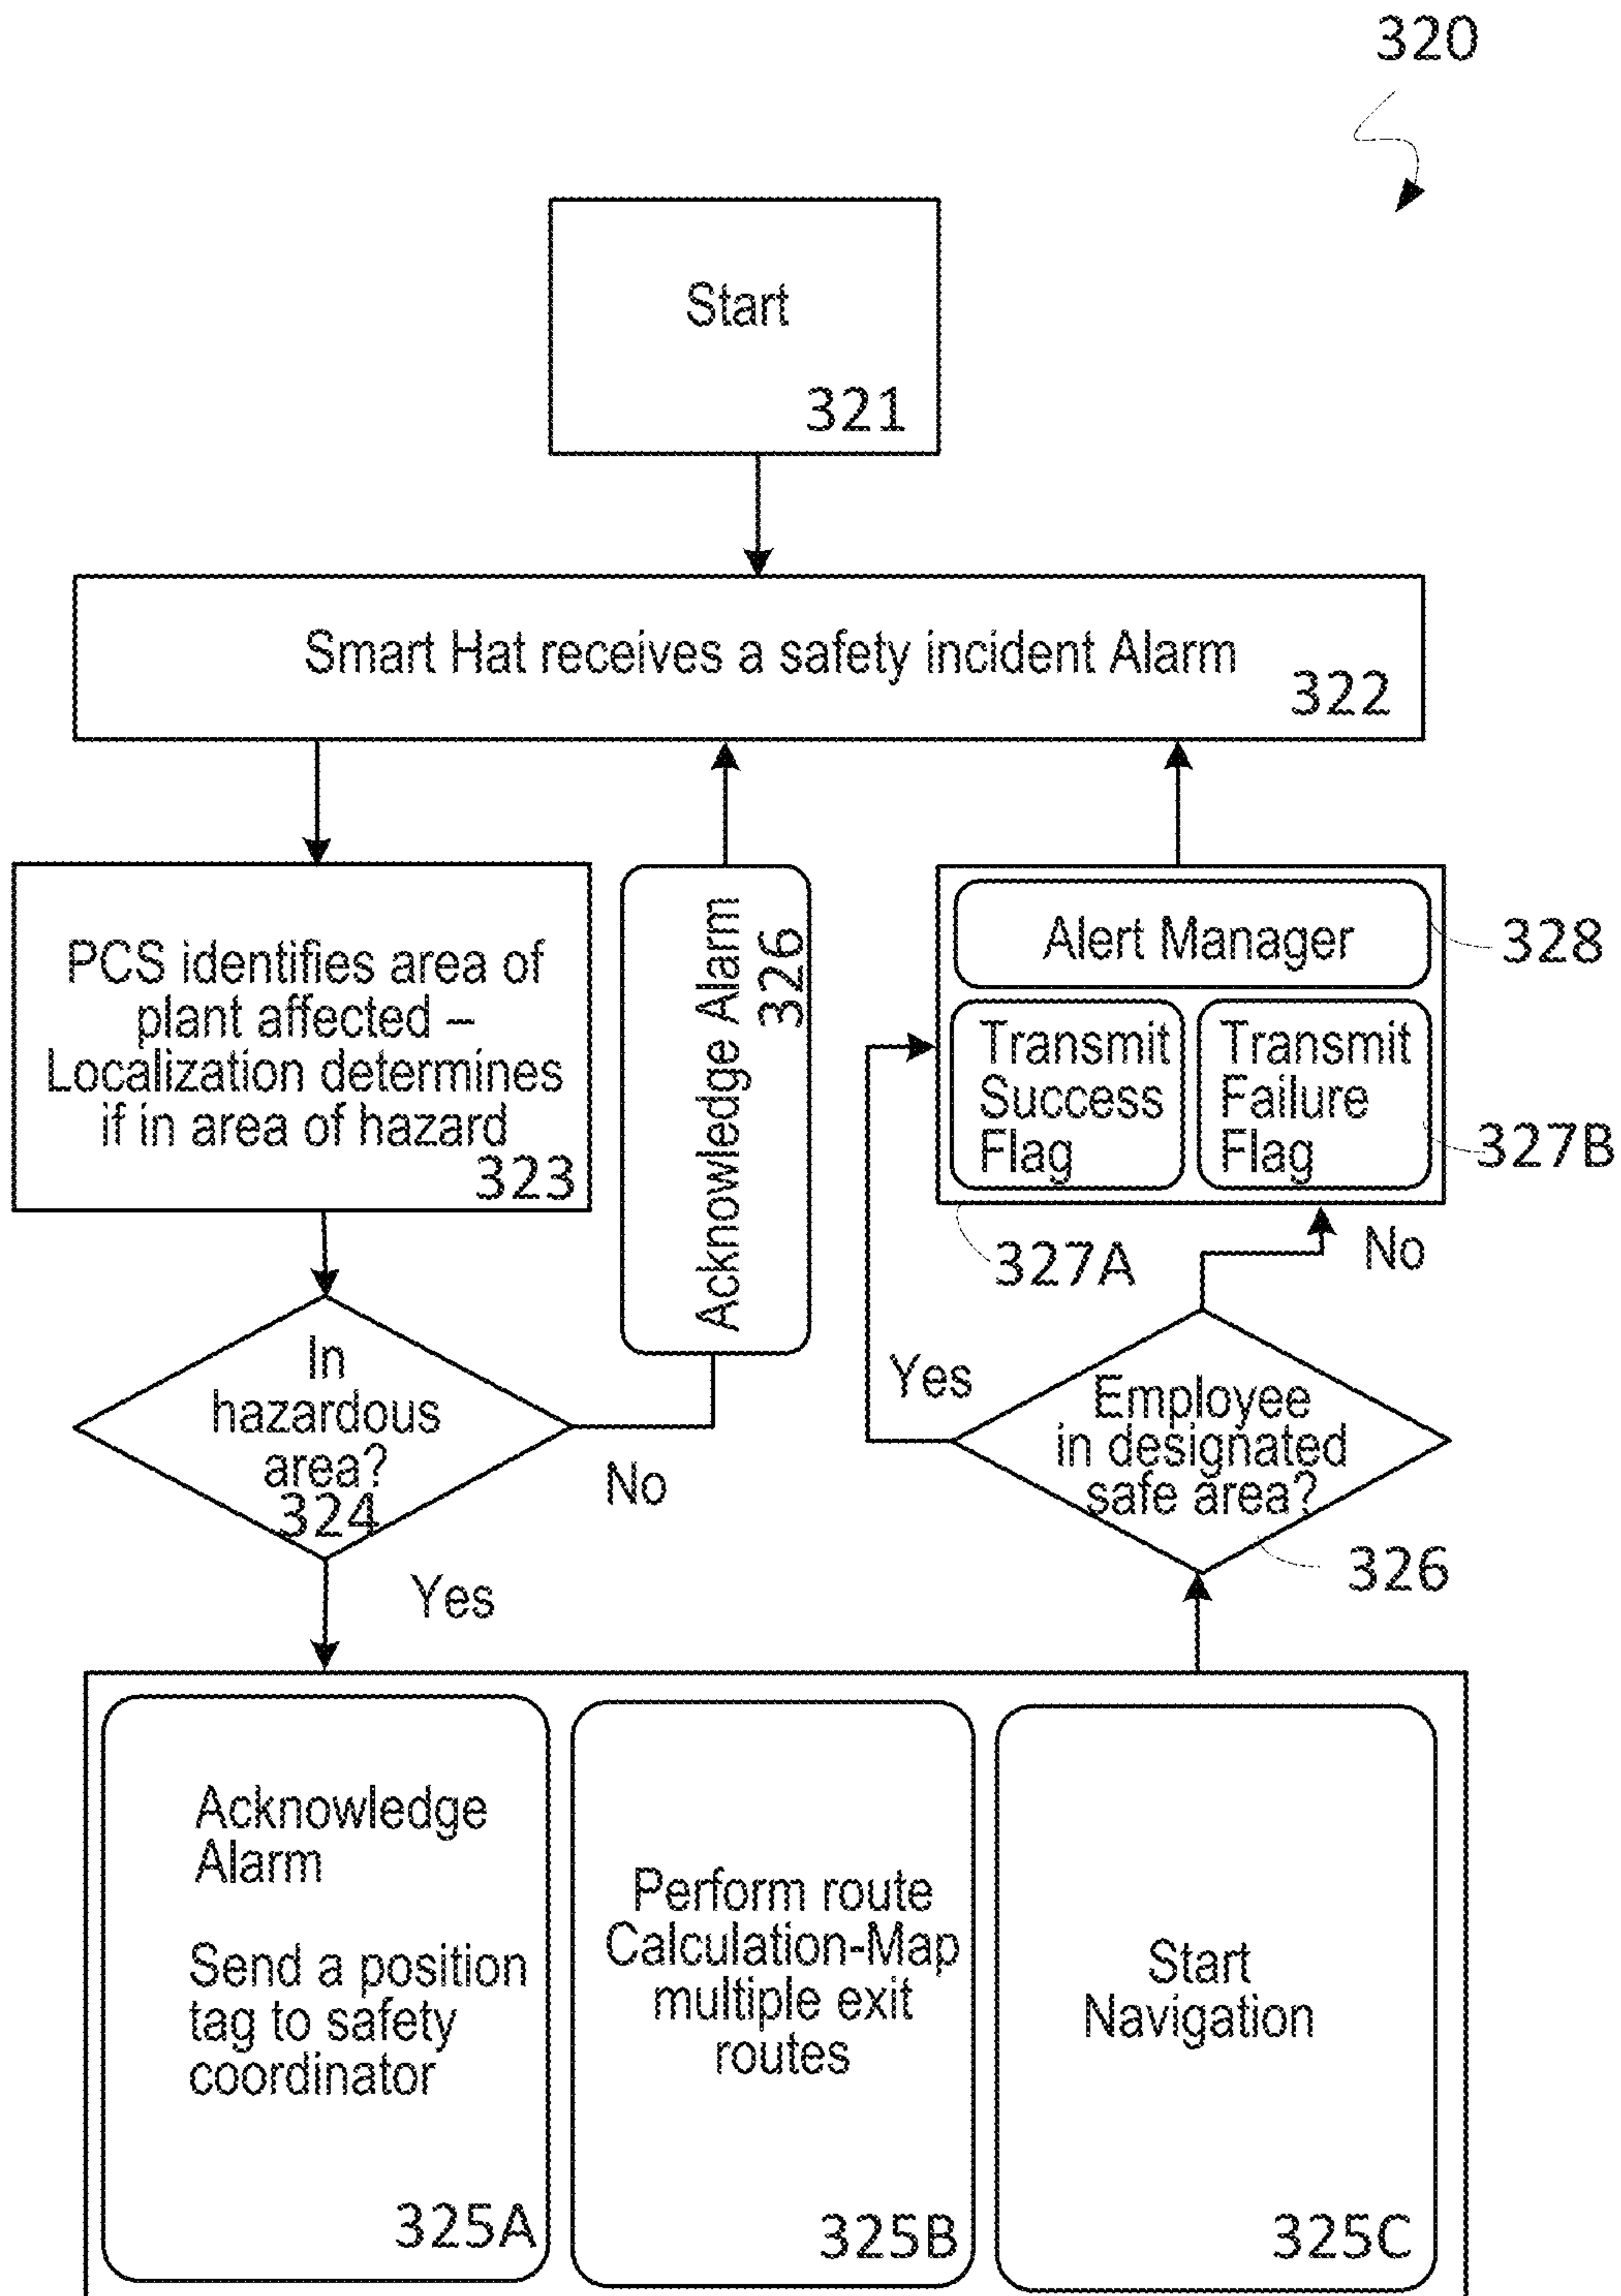 320
Start
321
Smart Hat receives a safety incident Alarm
322
PCS identifies area of
plant affected –
Localization determines
if in area of hazard
323
Acknowledge Alarm
326
Alert Manager
328
Transmit
Success
Flag
Transmit
Failure
Flag
327B
327A
No
In
hazardous
area?
324
No
Yes
Yes
Employee
in designated
safe area?
326
Acknowledge
Alarm
Send a position
tag to safety
coordinator
325A
Perform route
Calculation-Map
multiple exit
routes
325B
Start
Navigation
325C